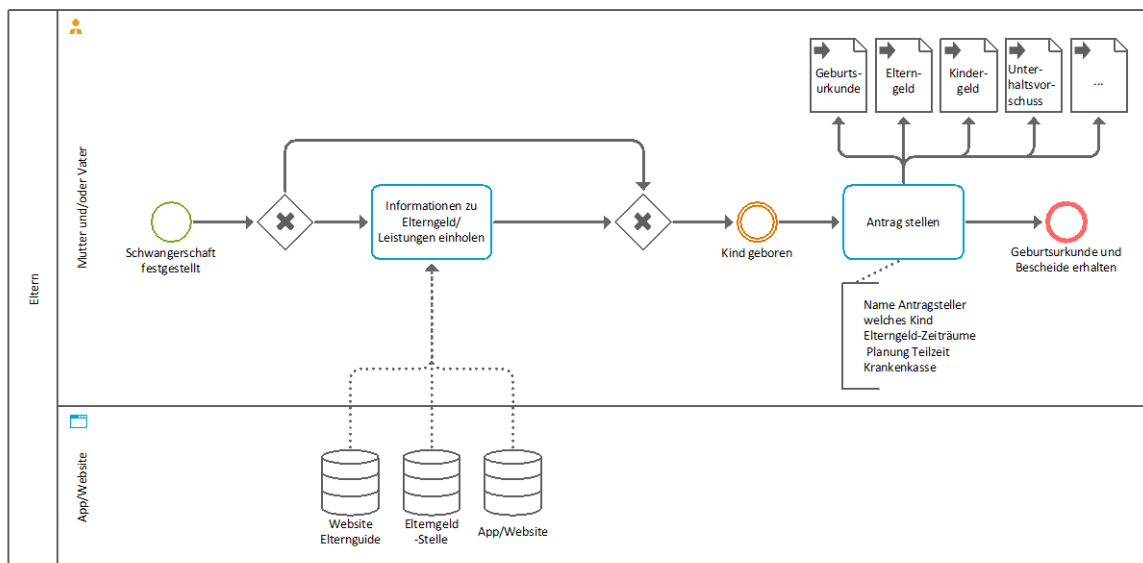 Eltern
Mutter und/oder Vater
Schwangerschaft
festgestellt
Informationen zu
Elterngeld/
Leistungen einholen
Kind geboren
Antrag stellen
Geburts-
urkunde
Eltern-
geld
Kinder-
geld
Unter-
haltsvor-
schuss
...
Geburtsurkunde und
Bescheide erhalten
Name Antragsteller
welches Kind
Elterngeld-Zeiträume
Planung Teilzeit
Krankenkasse
App/Website
Website
Elternguide
Elterngeld
-Stelle
App/Website